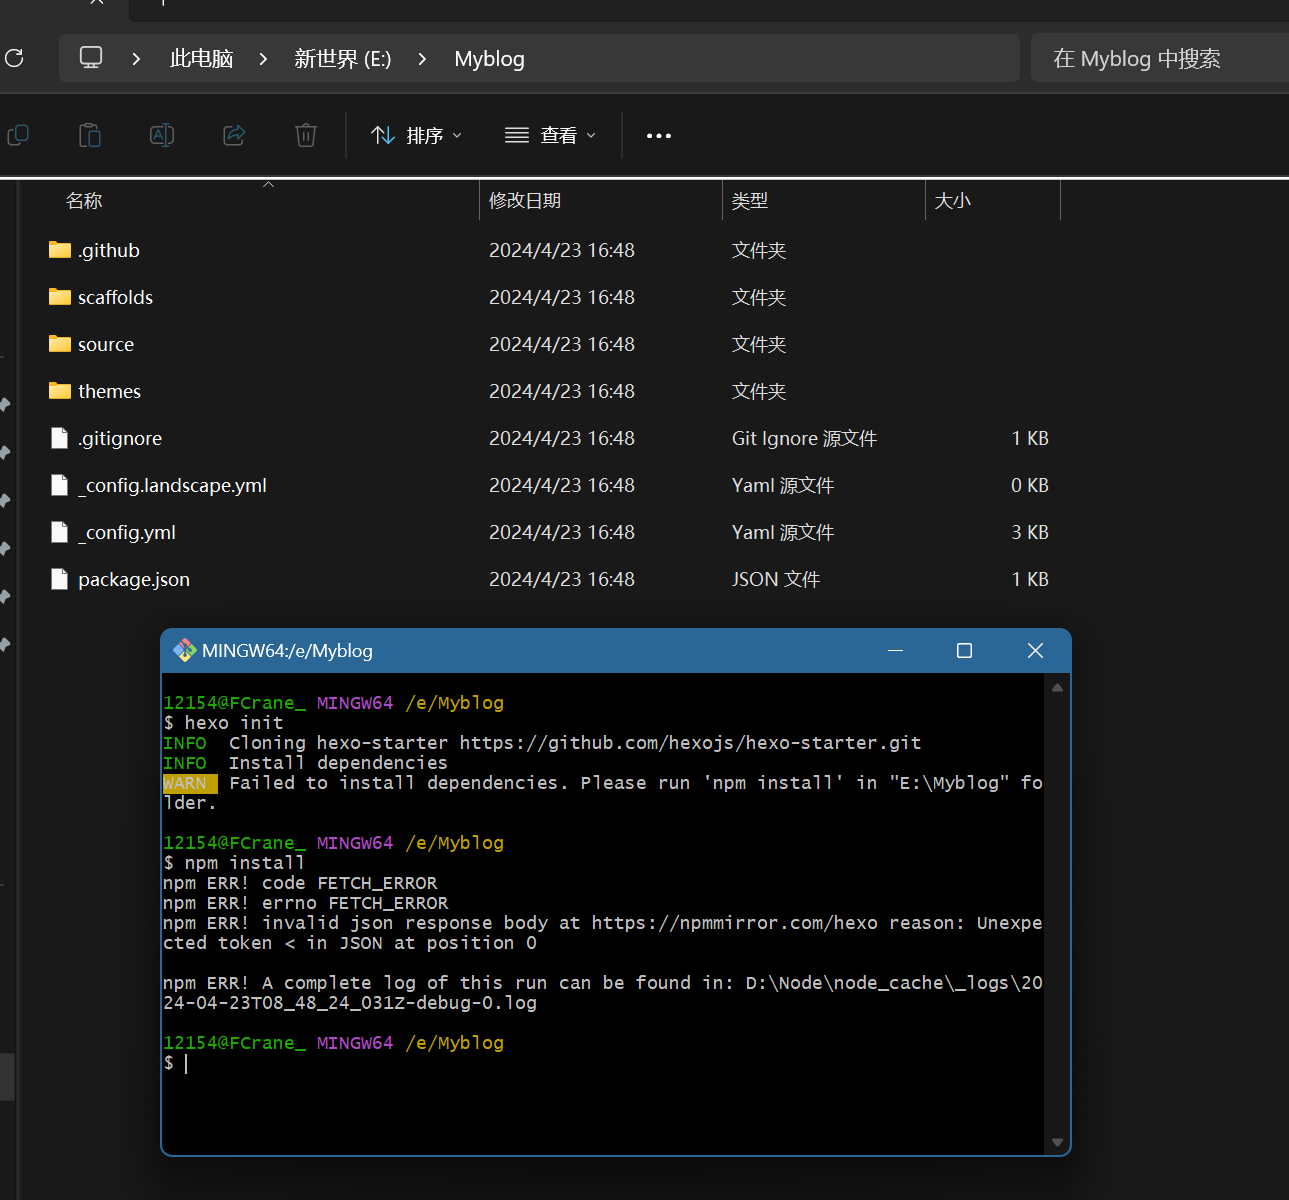 此电脑 新世界 (E:) Myblog 在 Myblog 中搜索
排序 查看
名称 修改日期 类型 大小
.github 2024/4/23 16:48 文件夹
scaffolds 2024/4/23 16:48 文件夹
source 2024/4/23 16:48 文件夹
themes 2024/4/23 16:48 文件夹
.gitignore 2024/4/23 16:48 Git Ignore 源文件 1 KB
_config.landscape.yml 2024/4/23 16:48 Yaml 源文件 0 KB
_config.yml 2024/4/23 16:48 Yaml 源文件 3 KB
package.json 2024/4/23 16:48 JSON 文件 1 KB
MINGW64:/e/Myblog
12154@FCrane_ MINGW64 /e/Myblog
$ hexo init
INFO  Cloning hexo-starter https://github.com/hexojs/hexo-starter.git
INFO  Install dependencies
WARN  Failed to install dependencies. Please run 'npm install' in "E:\Myblog" fo
lder.
12154@FCrane_ MINGW64 /e/Myblog
$ npm install
npm ERR! code FETCH_ERROR
npm ERR! errno FETCH_ERROR
npm ERR! invalid json response body at https://npmmirror.com/hexo reason: Unexpe
cted token < in JSON at position 0
npm ERR! A complete log of this run can be found in: D:\Node\node_cache\_logs\20
24-04-23T08_48_24_031Z-debug-0.log
12154@FCrane_ MINGW64 /e/Myblog
$